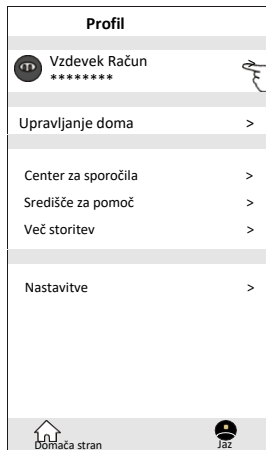 Profil
Vzdevek Račun
********
Upravljanje doma >
Center za sporočila >
Središče za pomoč >
Več storitev >
Nastavitve >
Domača stran Jaz